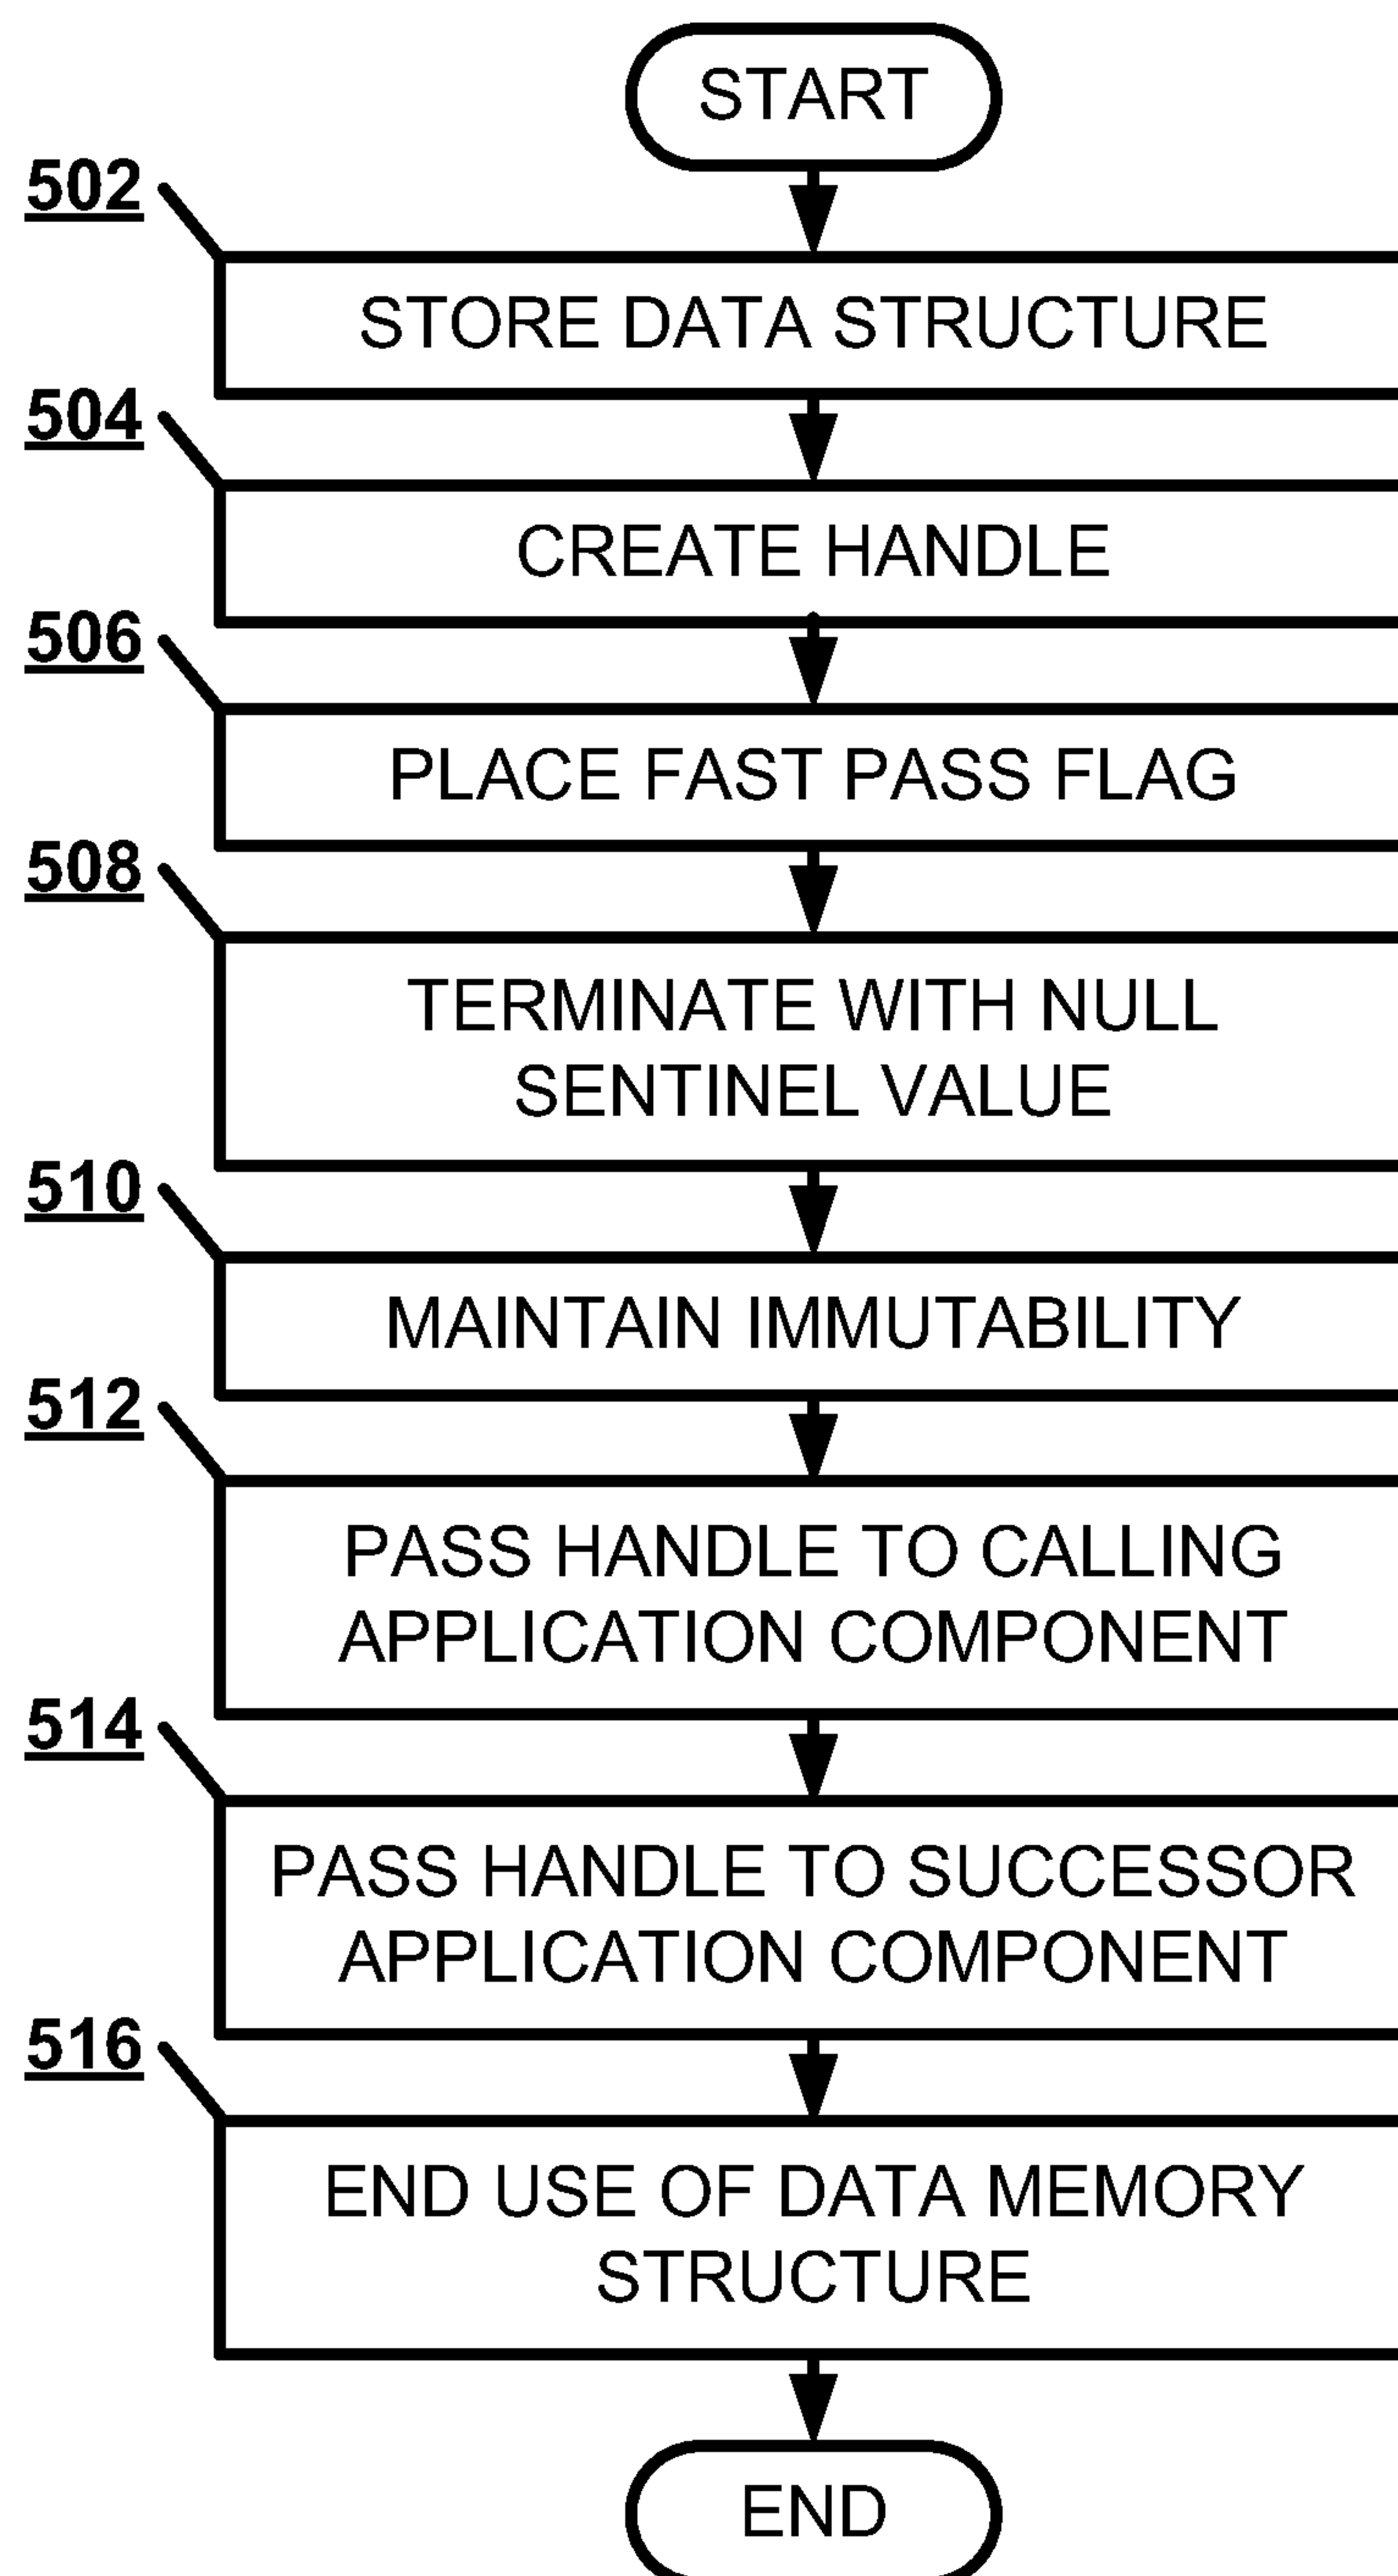 START
502
STORE DATA STRUCTURE
504
CREATE HANDLE
506
PLACE FAST PASS FLAG
508
TERMINATE WITH NULL
SENTINEL VALUE
510
MAINTAIN IMMUTABILITY
512
PASS HANDLE TO CALLING
APPLICATION COMPONENT
514
PASS HANDLE TO SUCCESSOR
APPLICATION COMPONENT
516
END USE OF DATA MEMORY
STRUCTURE
END